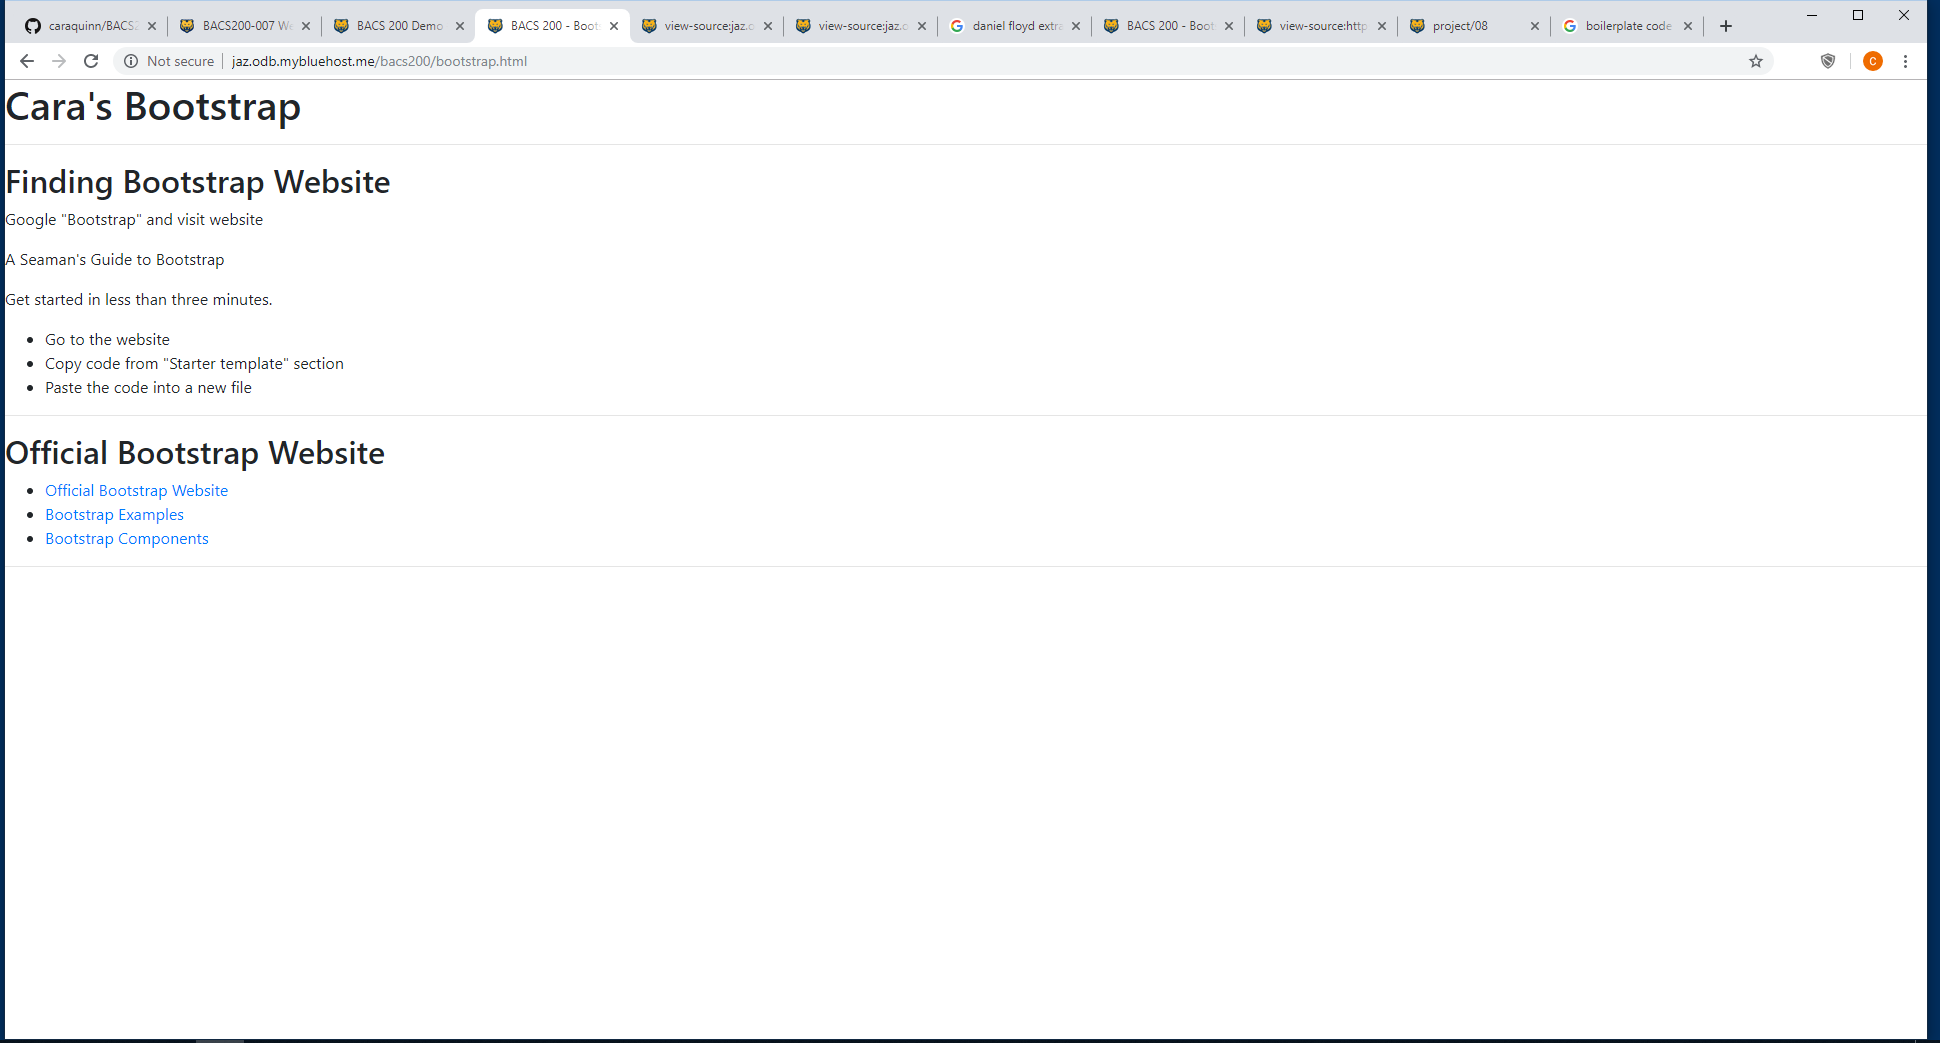 caraquinn/BACS2
BACS200-007 We
BACS 200 Demo
BACS 200 - Boot
view-source:jaz.o
view-source:jaz.o
daniel floyd extra
BACS 200 - Boot
view-source:http
project/08
boilerplate code
Not secure
jaz.odb.mybluehost.me/bacs200/bootstrap.html
C
Cara's Bootstrap
Finding Bootstrap Website
Google "Bootstrap" and visit website
A Seaman's Guide to Bootstrap
Get started in less than three minutes.
Go to the website
Copy code from "Starter template" section
Paste the code into a new file
Official Bootstrap Website
Official Bootstrap Website
Bootstrap Examples
Bootstrap Components